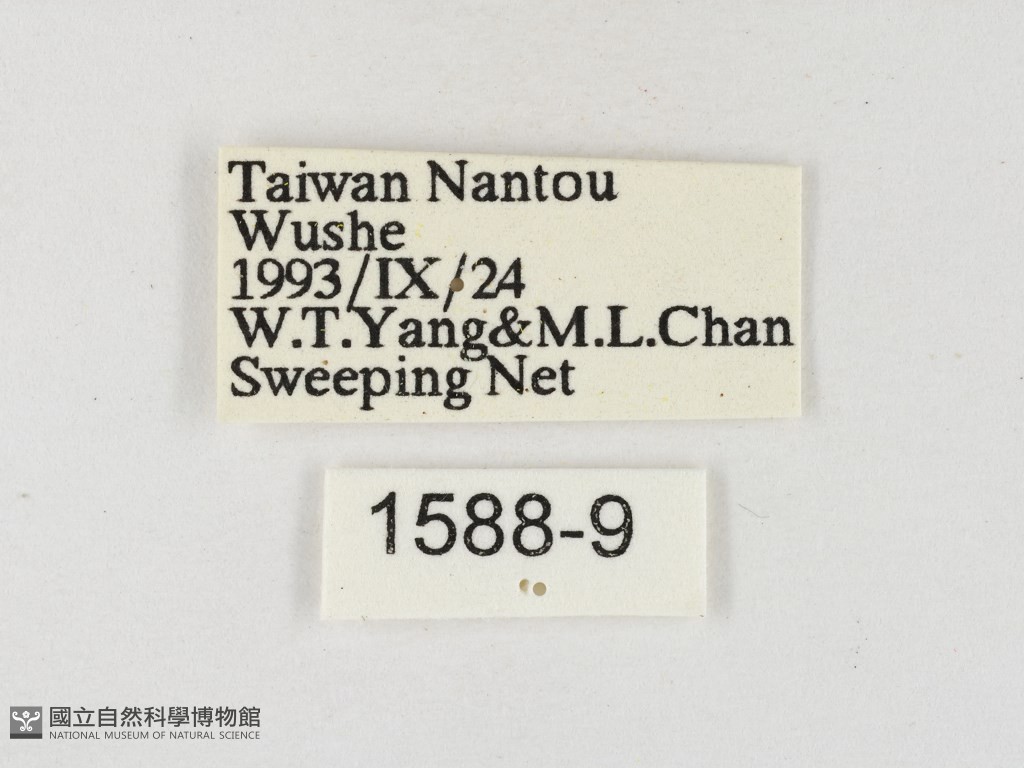 Taiwan Nantou
Wushe
1993/IX/24
W.T.Yang&M.L.Chan
Sweeping Net
1588-9
國立自然科學博物館
NATIONAL MUSEUM OF NATURAL SCIENCE